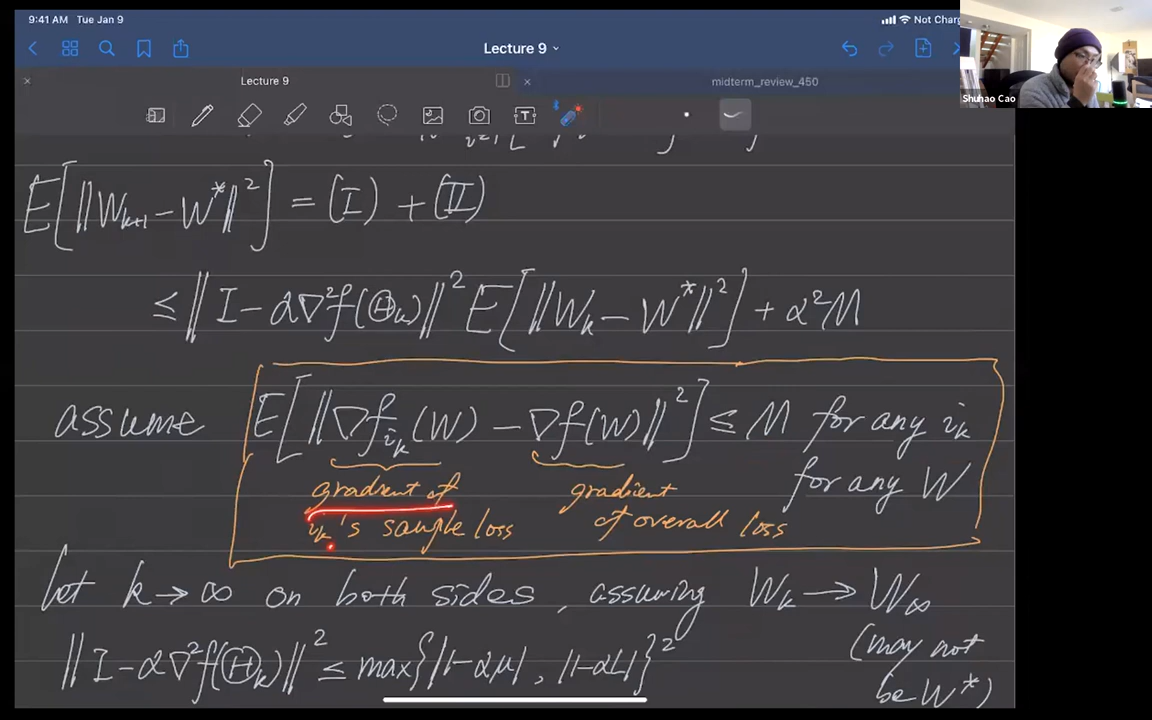 9:41 AM Tue Jan 9
Not Charg
Lecture 9
Lecture 9
midterm_review_450
Shuhao Cao
E[‖W_{k+1} - W*‖²] = (I) + (II)
≤ ‖I - α∇²f(Θ_k)‖² E[‖W_k - W*‖²] + α²M
assume E[‖∇f_{i_k}(W) - ∇f(W)‖²] ≤ M for any i_k
for any W
gradient of
i_k's sample loss
gradient
of overall loss
Let k → ∞ on both sides, assuming W_k → W_∞
(may not
be W*)
‖I - α∇²f(Θ_k)‖² ≤ max{|1-αμ|, |1-αL|}²